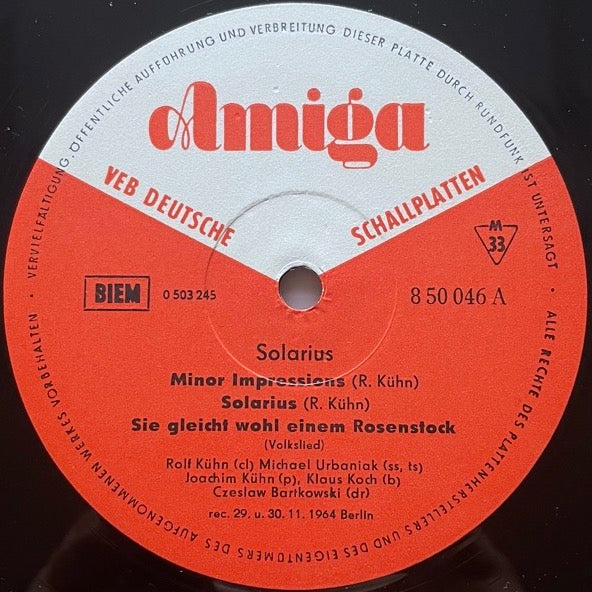 VERVIELFÄLTIGUNG, ÖFFENTLICHE AUFFÜHRUNG UND VERBREITUNG DIESER PLATTE DURCH RUNDFUNK IST UNTERSAGT • ALLE RECHTE DES PLATTENHERSTELLERS UND DES EIGENTÜMERS DES AUFGENOMMENEN WERKES VORBEHALTEN •
Amiga
VEB DEUTSCHE SCHALLPLATTEN
M
33
BIEM 0 503 245
8 50 046 A
Solarius
Minor Impressions (R. Kühn)
Solarius (R. Kühn)
Sie gleicht wohl einem Rosenstock
(Volkslied)
Rolf Kühn (cl) Michael Urbaniak (ss, ts)
Joachim Kühn (p), Klaus Koch (b)
Czeslaw Bartkowski (dr)
rec. 29. u. 30. 11. 1964 Berlin